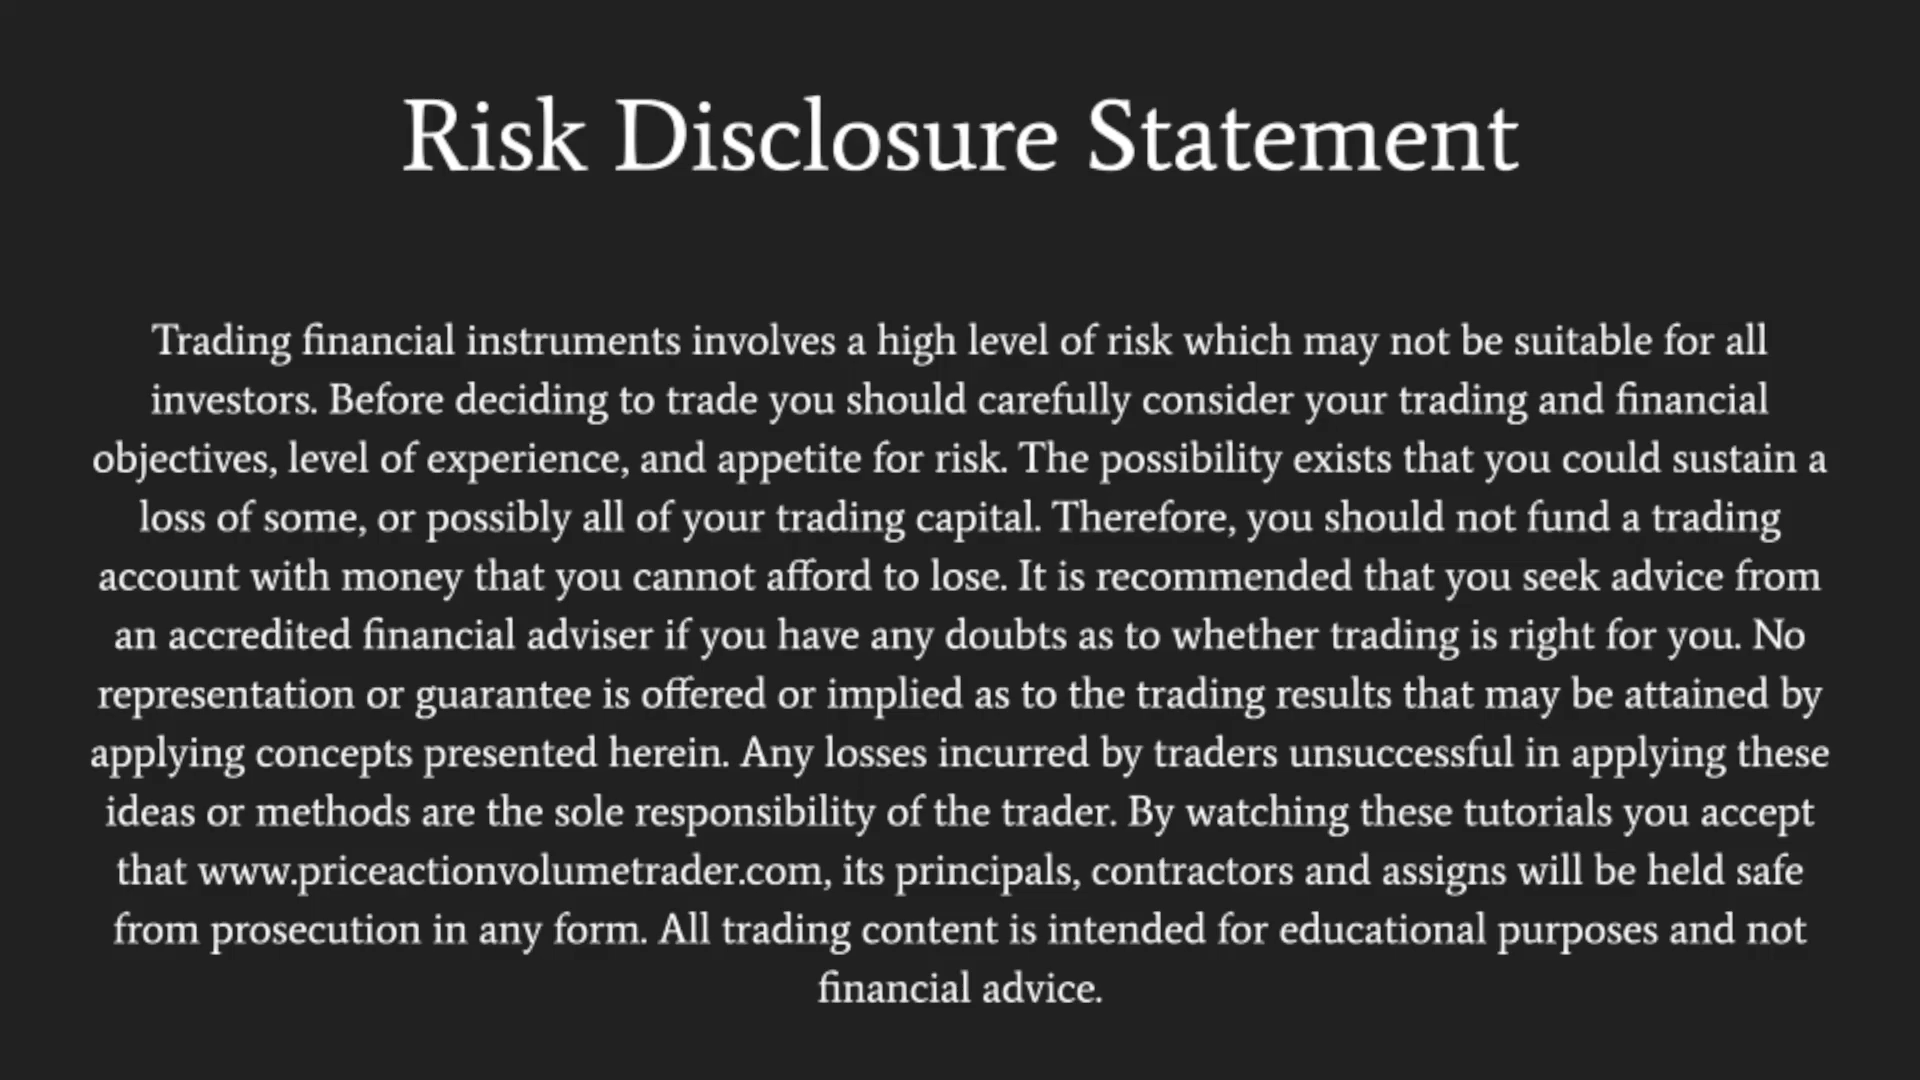 Risk Disclosure Statement
Trading financial instruments involves a high level of risk which may not be suitable for all
investors. Before deciding to trade you should carefully consider your trading and financial
objectives, level of experience, and appetite for risk. The possibility exists that you could sustain a
loss of some, or possibly all of your trading capital. Therefore, you should not fund a trading
account with money that you cannot afford to lose. It is recommended that you seek advice from
an accredited financial adviser if you have any doubts as to whether trading is right for you. No
representation or guarantee is offered or implied as to the trading results that may be attained by
applying concepts presented herein. Any losses incurred by traders unsuccessful in applying these
ideas or methods are the sole responsibility of the trader. By watching these tutorials you accept
that www.priceactionvolumetrader.com, its principals, contractors and assigns will be held safe
from prosecution in any form. All trading content is intended for educational purposes and not
financial advice.